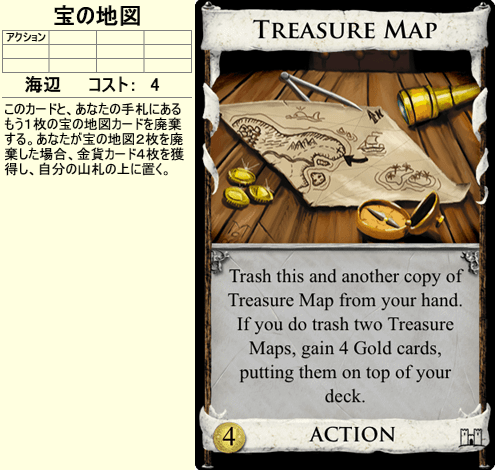 宝の地図
アクション
海辺　コスト：　4
このカードと、あなたの手札にある
もう1枚の宝の地図カードを廃棄
する。あなたが宝の地図2枚を廃
棄した場合、金貨カード4枚を獲
得し、自分の山札の上に置く。
TREASURE MAP
Trash this and another copy of
Treasure Map from your hand.
If you do trash two Treasure
Maps, gain 4 Gold cards,
putting them on top of your
deck.
4 ACTION